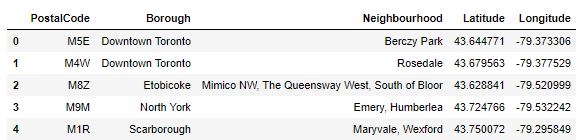 PostalCode Borough Neighbourhood Latitude Longitude
0 M5E Downtown Toronto Berczy Park 43.644771 -79.373306
1 M4W Downtown Toronto Rosedale 43.679563 -79.377529
2 M8Z Etobicoke Mimico NW, The Queensway West, South of Bloor 43.628841 -79.520999
3 M9M North York Emery, Humberlea 43.724766 -79.532242
4 M1R Scarborough Maryvale, Wexford 43.750072 -79.295849